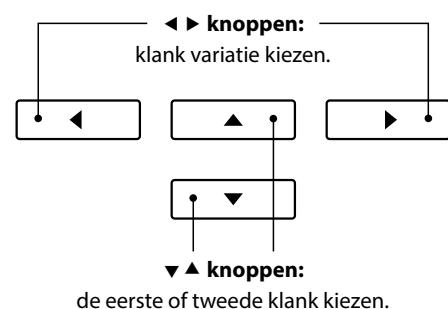 ◀ ▶ knoppen:
klank variatie kiezen.
◀
▲
▶
▼
▼ ▲ knoppen:
de eerste of tweede klank kiezen.